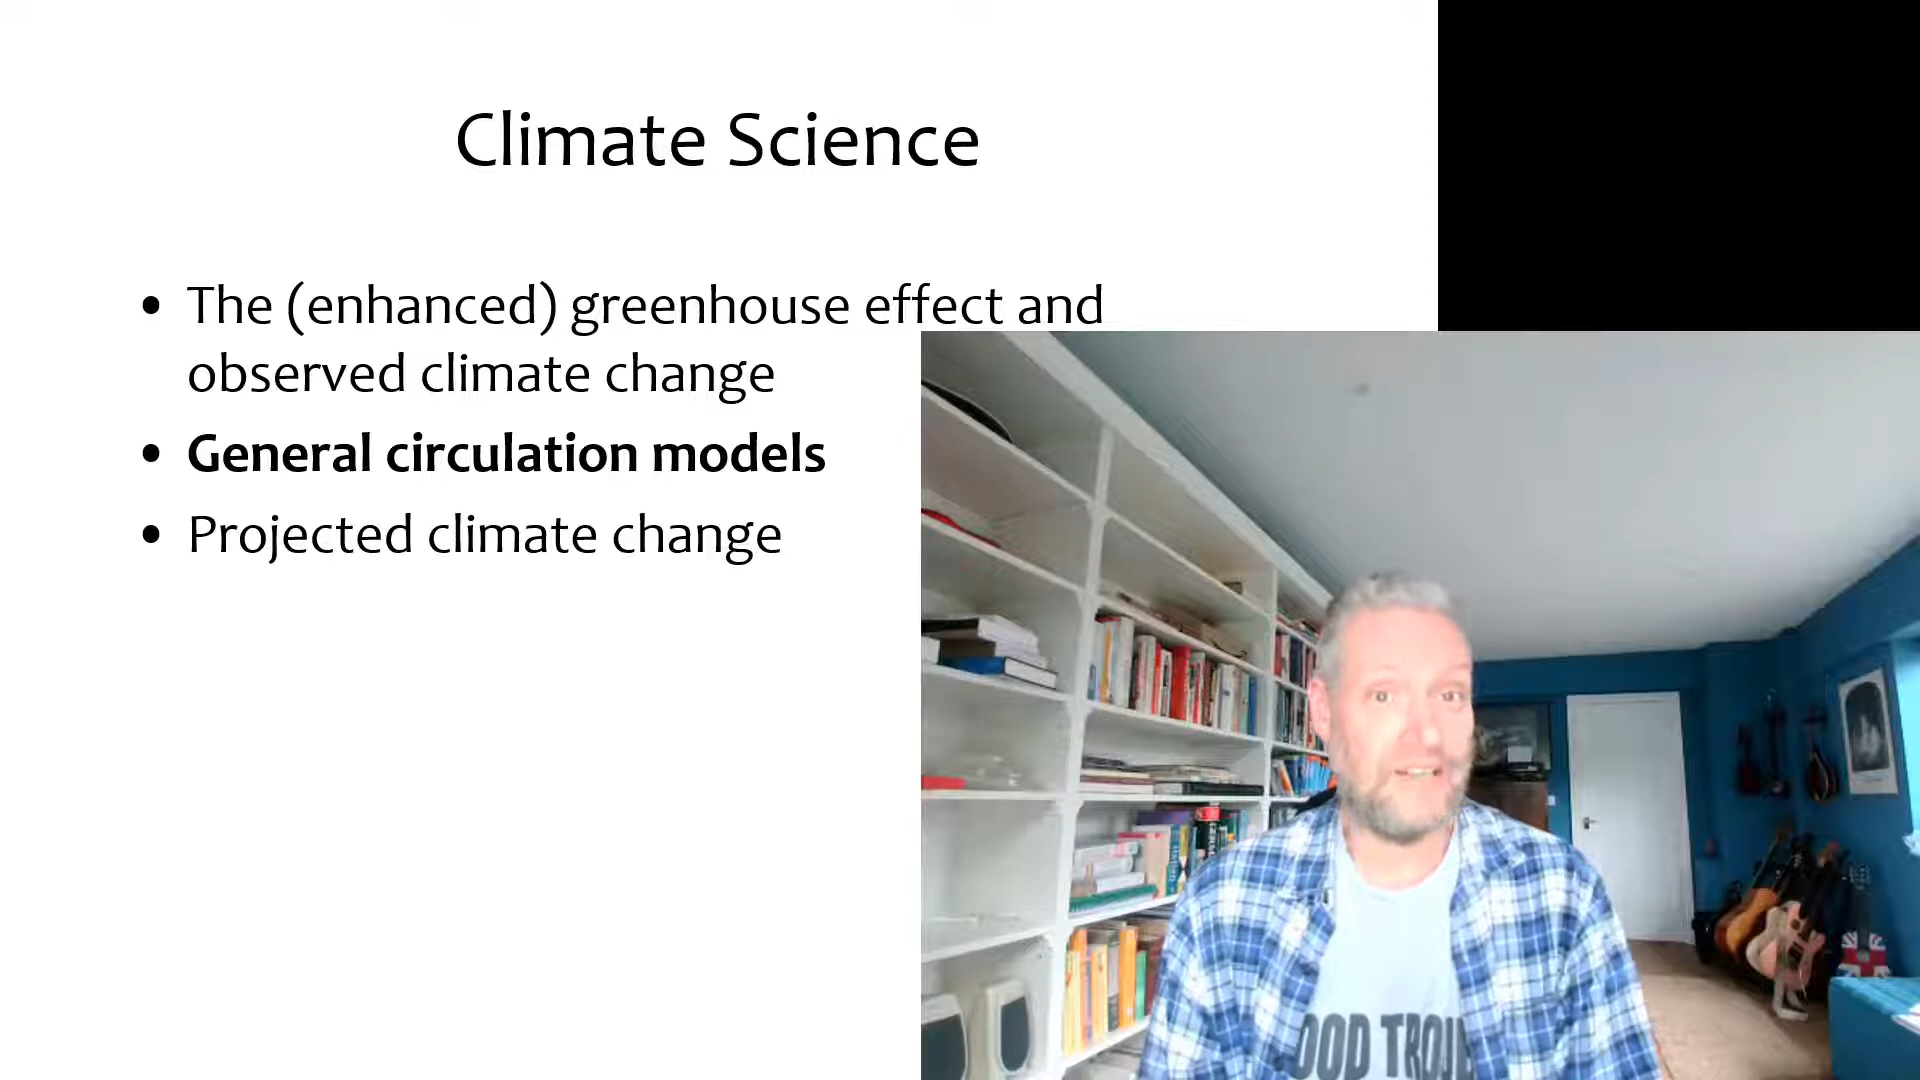 Climate Science
• The (enhanced) greenhouse effect and
observed climate change
• General circulation models
• Projected climate change